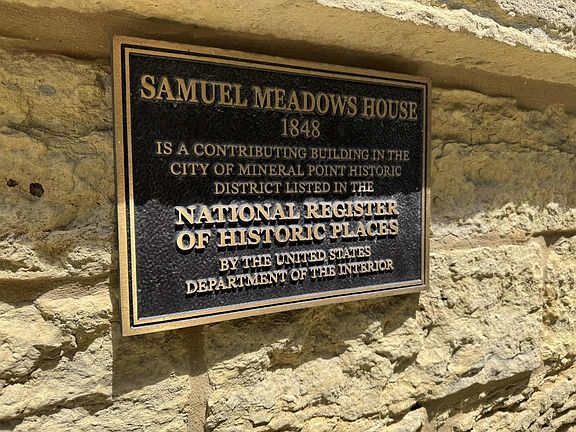 SAMUEL MEADOWS HOUSE
1848
IS A CONTRIBUTING BUILDING IN THE
CITY OF MINERAL POINT HISTORIC
DISTRICT LISTED IN THE
NATIONAL REGISTER
OF HISTORIC PLACES
BY THE UNITED STATES
DEPARTMENT OF THE INTERIOR